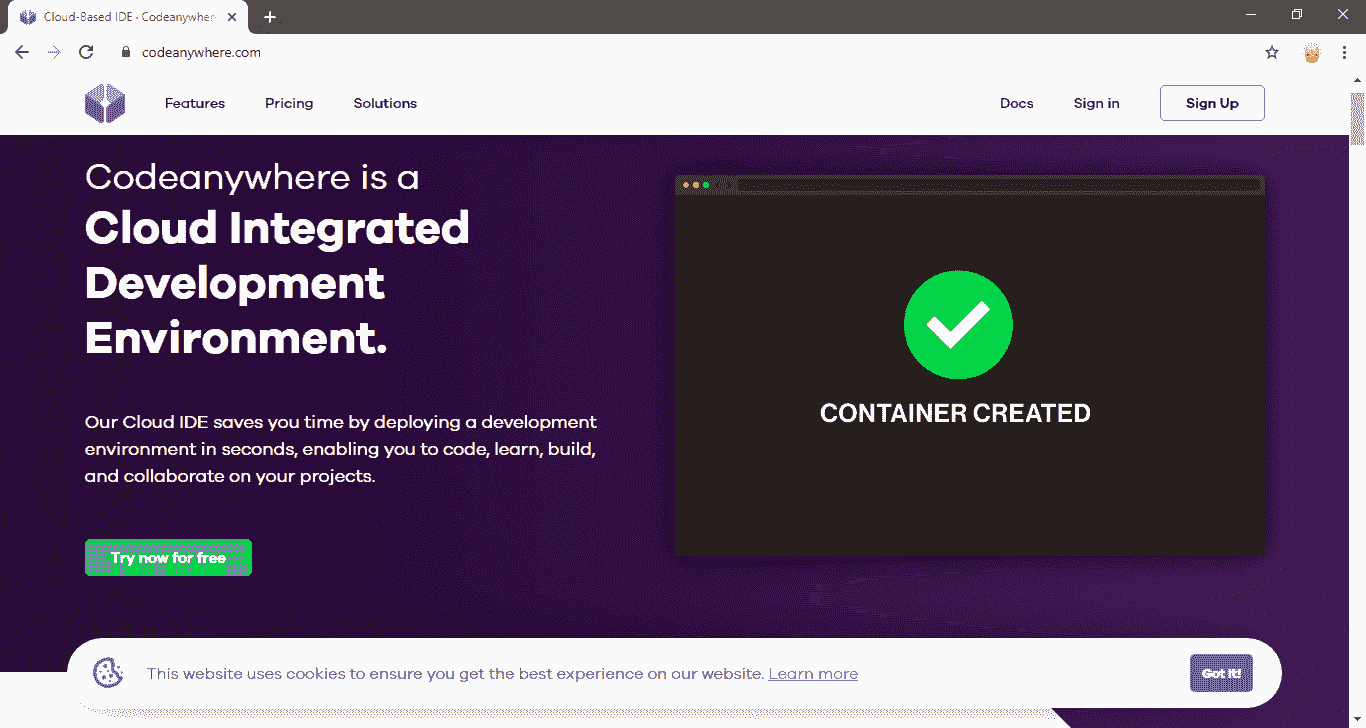 Cloud-Based IDE · Codeanywher
codeanywhere.com
Features Pricing Solutions Docs Sign in Sign Up
Codeanywhere is a
Cloud Integrated
Development
Environment.
Our Cloud IDE saves you time by deploying a development
environment in seconds, enabling you to code, learn, build,
and collaborate on your projects.
Try now for free
CONTAINER CREATED
This website uses cookies to ensure you get the best experience on our website. Learn more
Got it!